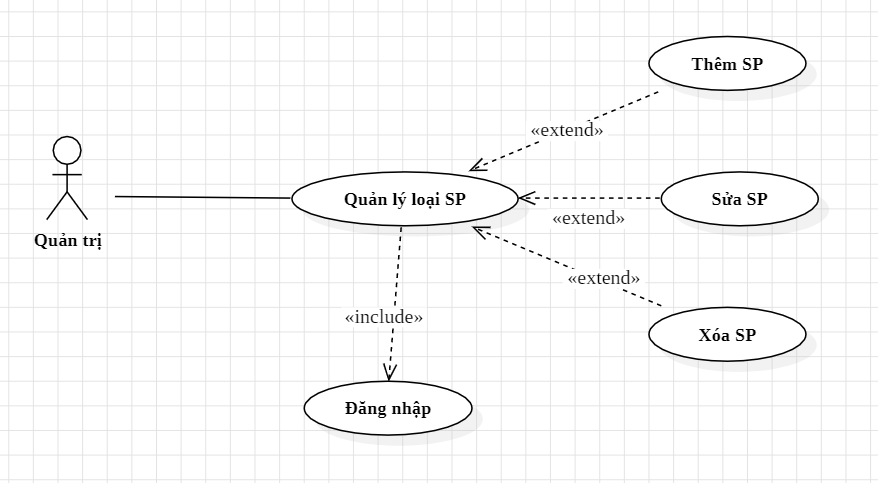 Thêm SP
«extend»
Quản lý loại SP
Sửa SP
«extend»
Quản trị
«extend»
«include»
Xóa SP
Đăng nhập